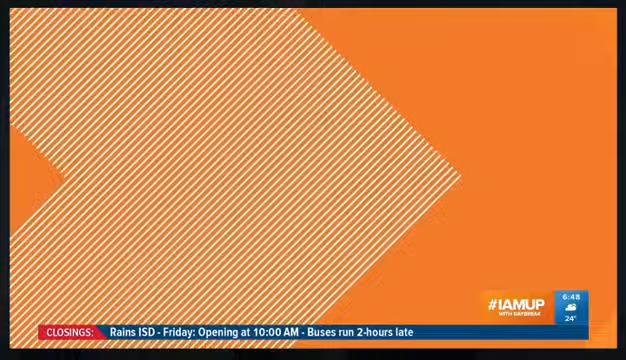 #IAMUP
WITH DAYBREAK
6:48
24°
CLOSINGS: Rains ISD - Friday: Opening at 10:00 AM - Buses run 2-hours late